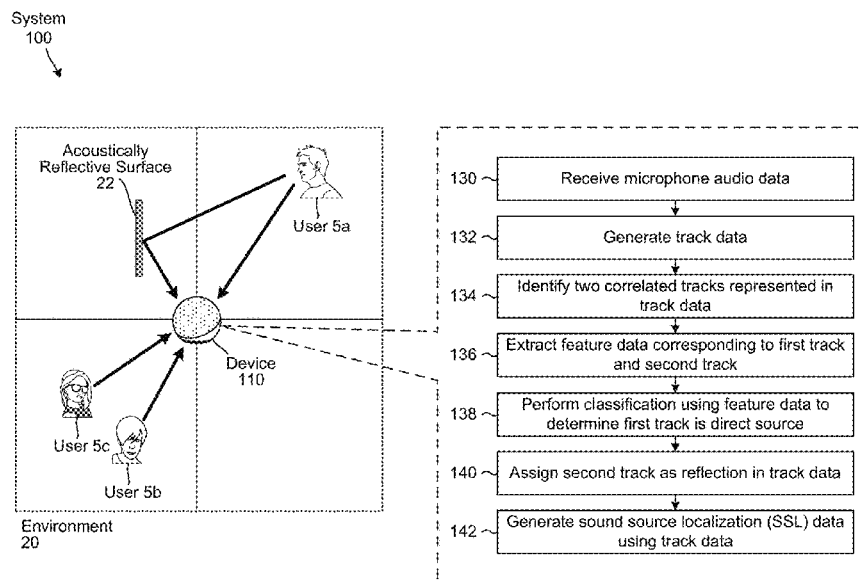 System
100
Acoustically
Reflective Surface
22
User 5a
Device
110
User 5c
User 5b
Environment
20
130
Receive microphone audio data
132
Generate track data
134
Identify two correlated tracks represented in
track data
136
Extract feature data corresponding to first track
and second track
138
Perform classification using feature data to
determine first track is direct source
140
Assign second track as reflection in track data
142
Generate sound source localization (SSL) data
using track data